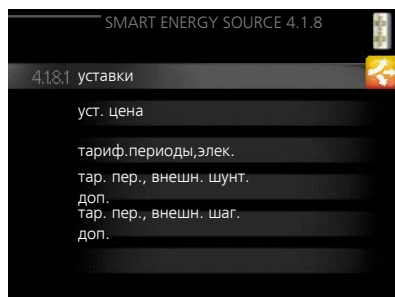 SMART ENERGY SOURCE 4.1.8
4.1.8.1 уставки
уст. цена
тариф.периоды,элек.
тар. пер., внешн. шунт.
доп.
тар. пер., внешн. шаг.
доп.